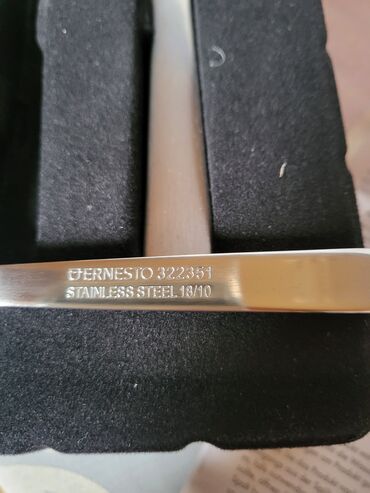 ERNESTO 322351
STAINLESS STEEL 18/10